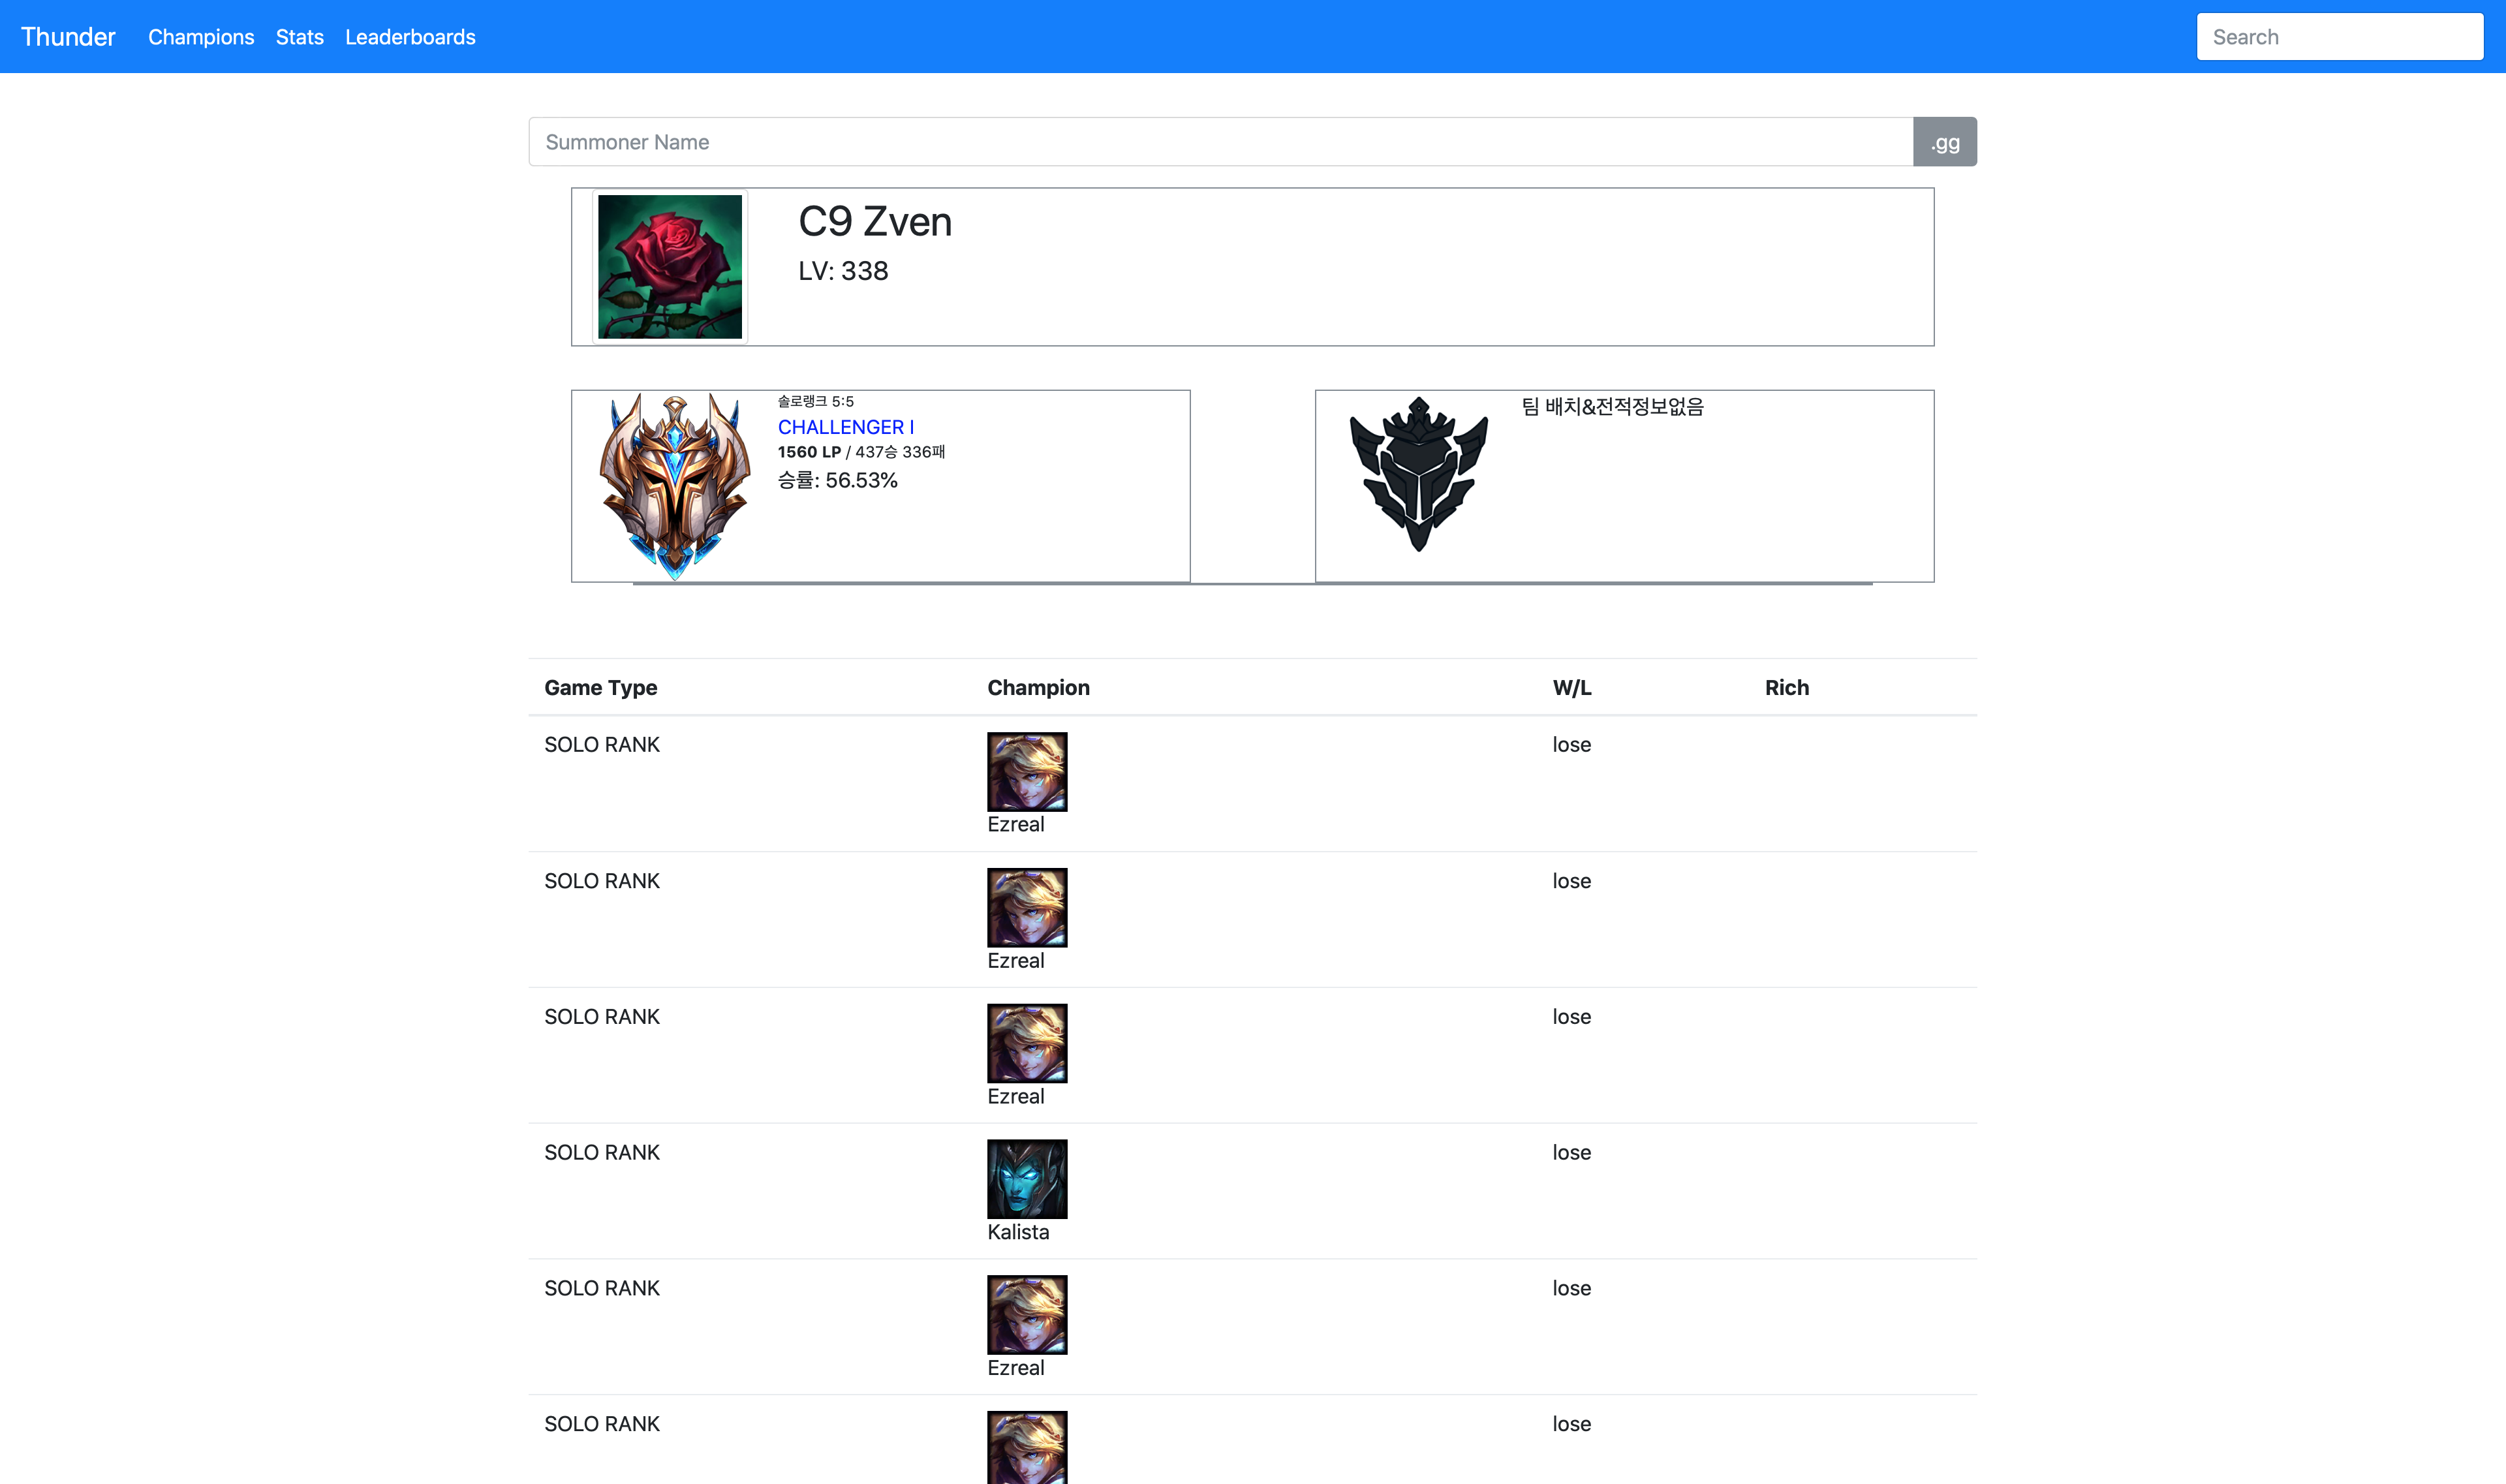 Thunder Champions Stats Leaderboards Search
Summoner Name .gg
C9 Zven
LV: 338
솔로랭크 5:5
CHALLENGER I
1560 LP / 437승 336패
승률: 56.53%
팀 배치&전적정보없음
Game Type Champion W/L Rich
SOLO RANK lose
Ezreal
SOLO RANK lose
Ezreal
SOLO RANK lose
Ezreal
SOLO RANK lose
Kalista
SOLO RANK lose
Ezreal
SOLO RANK lose